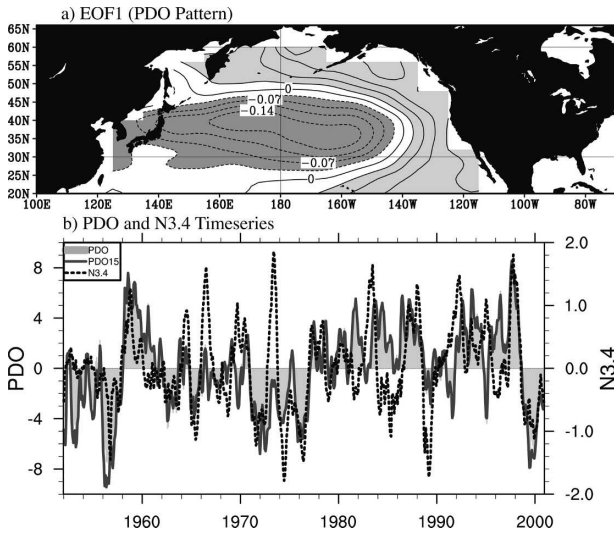 a) EOF1 (PDO Pattern)
65N
60N
55N
50N
45N
40N
35N
30N
25N
20N
0
-0.07
-0.14
-0.07
0
100E 120E 140E 160E 180 160W 140W 120W 100W 80W
b) PDO and N3.4 Timeseries
PDO
PDO15
N3.4
8
4
0
-4
-8
PDO
2.0
1.0
0.0
-1.0
-2.0
N3.4
1960 1970 1980 1990 2000